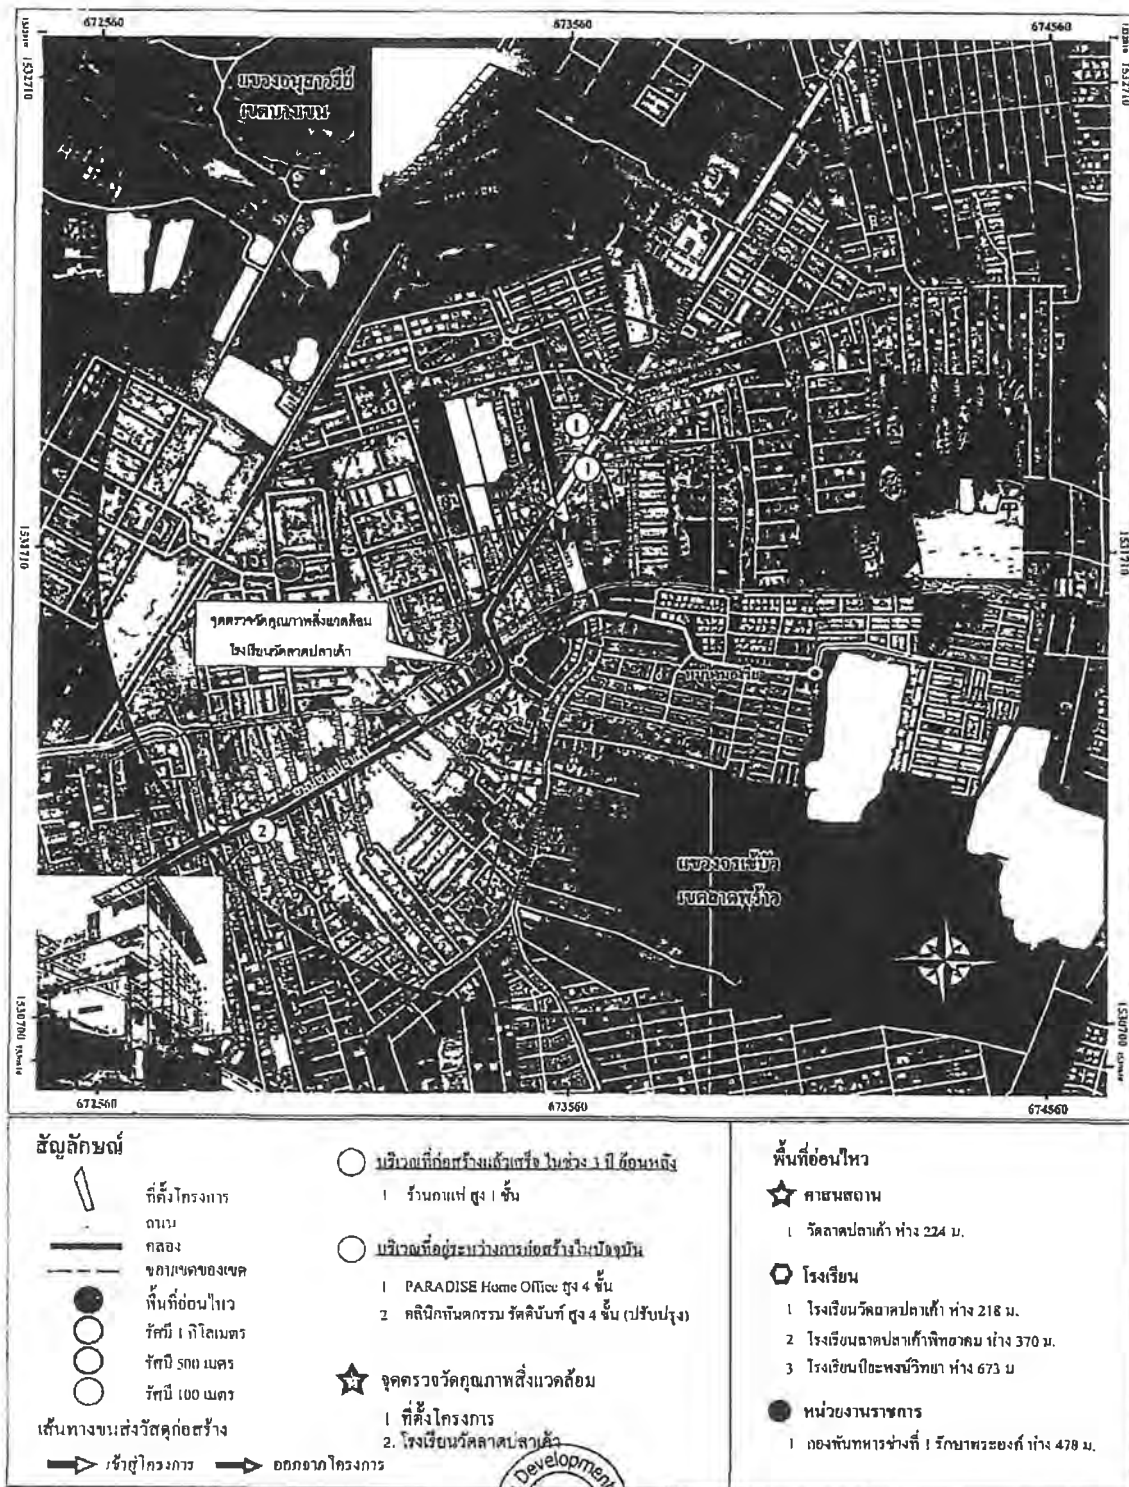 672560 673560 674560
1532710 1532710
แขวงอนุสาวรีย์
เขตบางเขน
1
1
1531710 1531710
จุดตรวจวัดคุณภาพสิ่งแวดล้อม
โรงเรียนวัดลาดปลาเค้า
2
แขวงจรเข้บัว
เขตลาดพร้าว
1530700 1530700
672560 673560 674560
สัญลักษณ์
ที่ตั้งโครงการ
ถนน
คลอง
ขอบเขตของเขต
พื้นที่อ่อนไหว
รัศมี 1 กิโลเมตร
รัศมี 500 เมตร
รัศมี 100 เมตร
เส้นทางขนส่งวัสดุก่อสร้าง
เข้าสู่โครงการ ออกจากโครงการ
บริเวณที่ก่อสร้างแล้วเสร็จ ในช่วง 3 ปี ย้อนหลัง
1 ร้านกาแฟ สูง 1 ชั้น
บริเวณที่อยู่ระหว่างการก่อสร้างในปัจจุบัน
1 PARADISE Home Office สูง 4 ชั้น
2 คลินิกทันตกรรม รัตคินันท์ สูง 4 ชั้น (ปรับปรุง)
จุดตรวจวัดคุณภาพสิ่งแวดล้อม
1 ที่ตั้งโครงการ
2. โรงเรียนวัดลาดปลาเค้า
Development
พื้นที่อ่อนไหว
ศาสนสถาน
1 วัดลาดปลาเค้า ห่าง 224 ม.
โรงเรียน
1 โรงเรียนวัดลาดปลาเค้า ห่าง 218 ม.
2 โรงเรียนลาดปลาเค้าพิทยาคม ห่าง 370 ม.
3 โรงเรียนปิยะพงษ์วิทยา ห่าง 673 ม
หน่วยงานราชการ
1 กองพันทหารช่างที่ 1 รักษาพระองค์ ห่าง 478 ม.